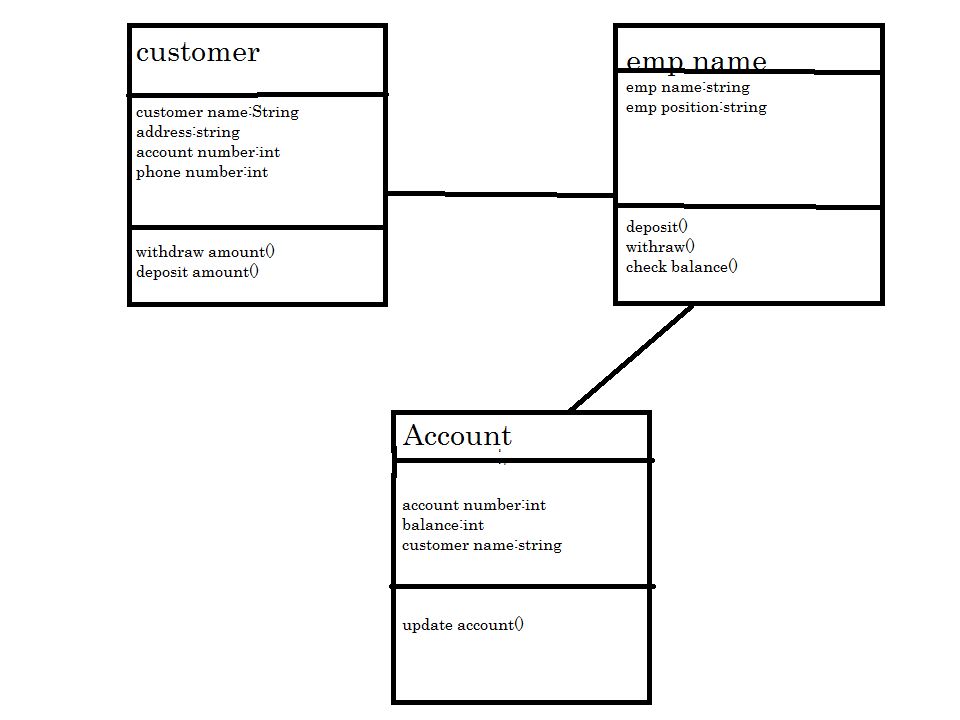 customer
customer name:String
address:string
account number:int
phone number:int
withdraw amount()
deposit amount()
emp name
emp name:string
emp position:string
deposit()
withraw()
check balance()
Account
account number:int
balance:int
customer name:string
update account()